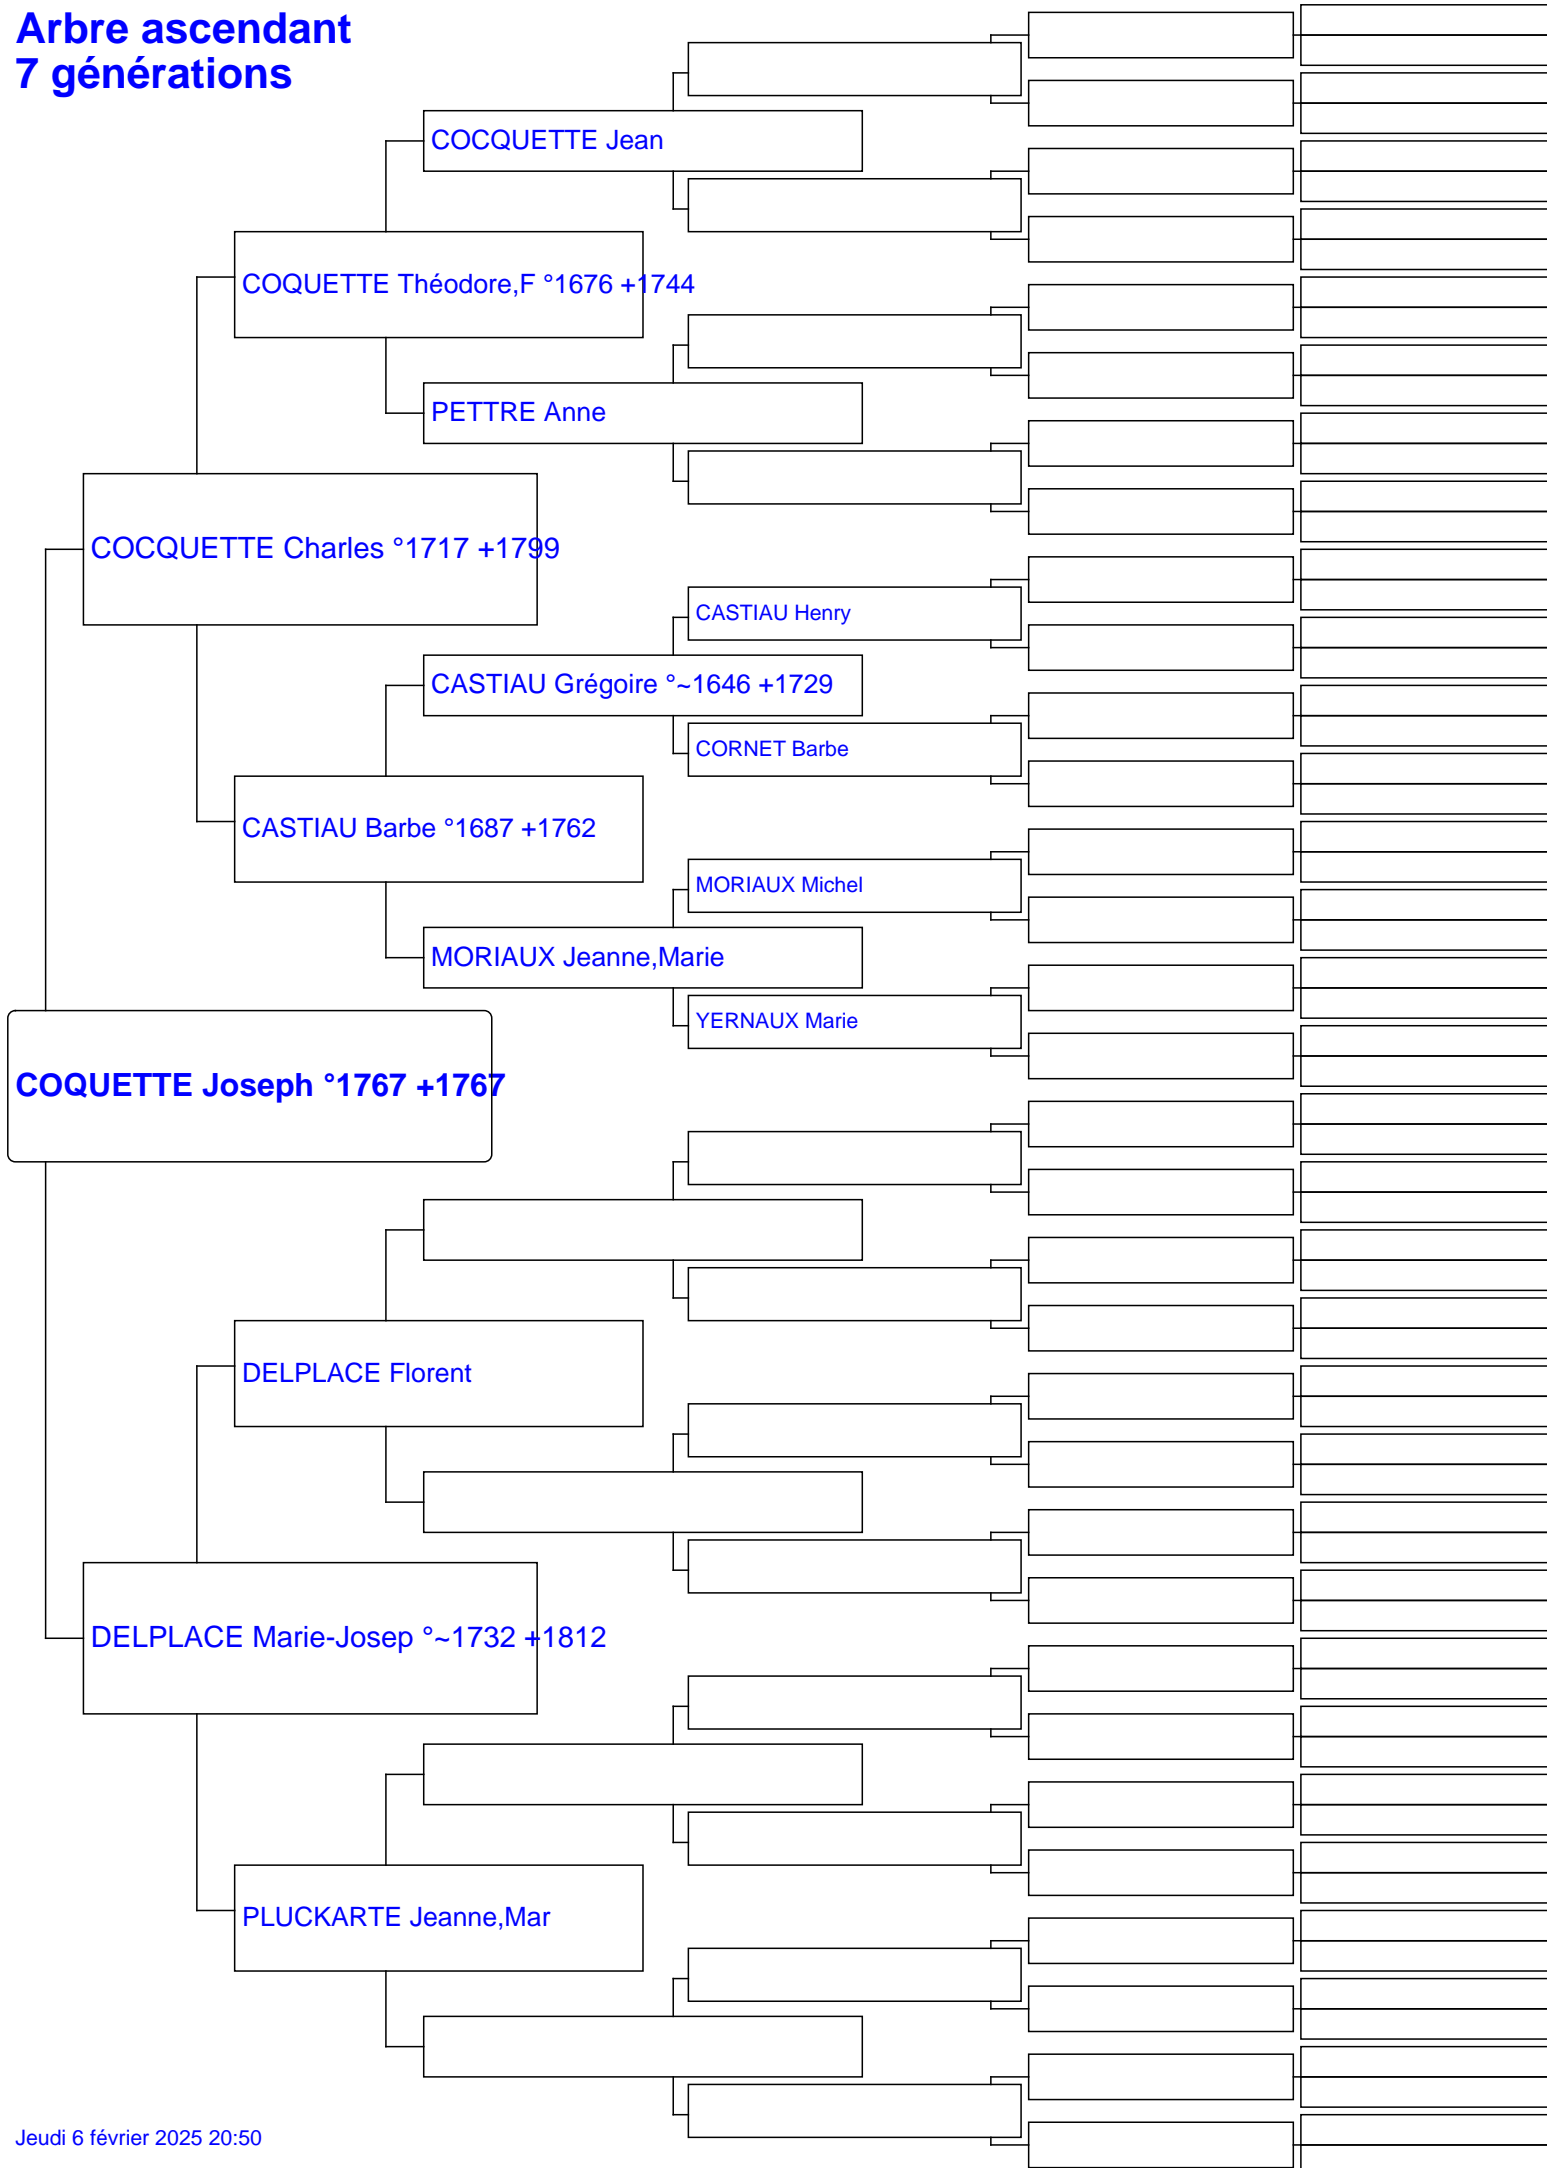 Arbre ascendant
7 générations
COCQUETTE Jean
COQUETTE Théodore,F °1676 +1744
PETTRE Anne
COCQUETTE Charles °1717 +1799
CASTIAU Henry
CASTIAU Grégoire °~1646 +1729
CORNET Barbe
CASTIAU Barbe °1687 +1762
MORIAUX Michel
MORIAUX Jeanne,Marie
YERNAUX Marie
COQUETTE Joseph °1767 +1767
DELPLACE Florent
DELPLACE Marie-Josep °~1732 +1812
PLUCKARTE Jeanne,Mar
Jeudi 6 février 2025 20:50